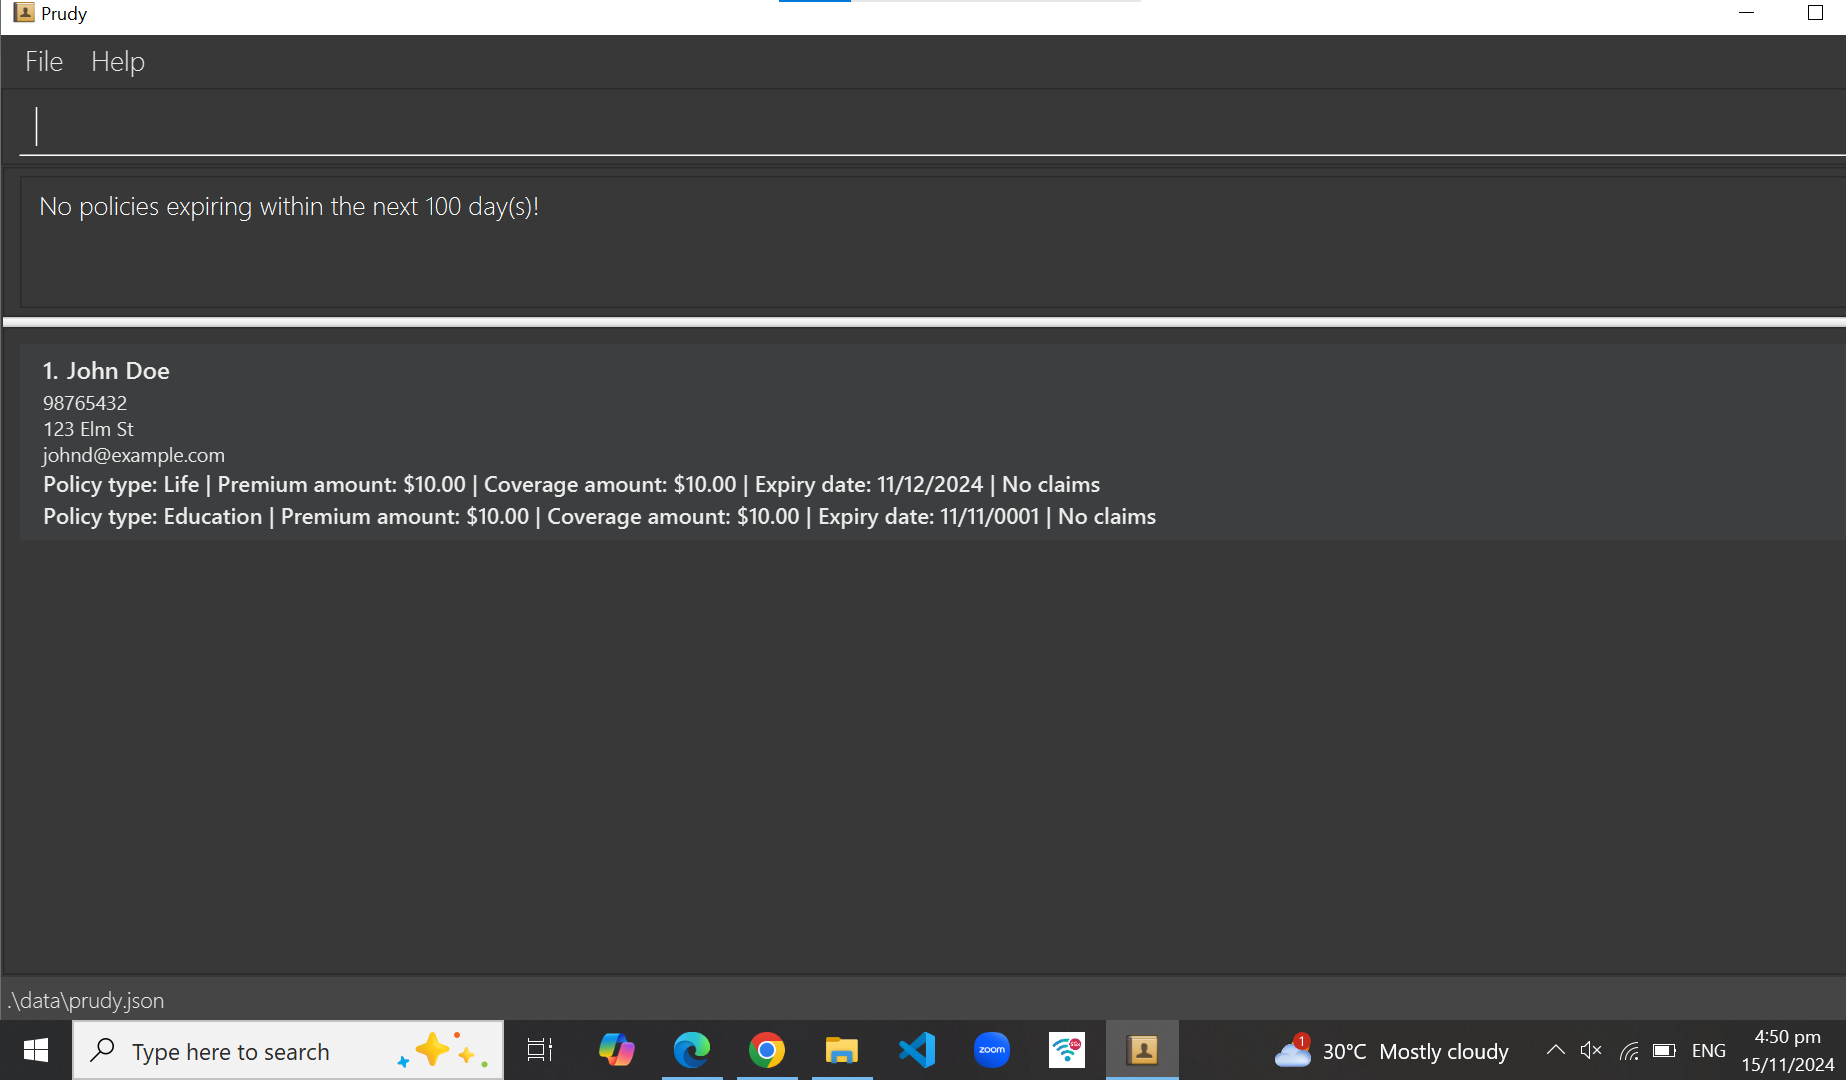 Prudy
File Help
No policies expiring within the next 100 day(s)!
1. John Doe
98765432
123 Elm St
johnd@example.com
Policy type: Life | Premium amount: $10.00 | Coverage amount: $10.00 | Expiry date: 11/12/2024 | No claims
Policy type: Education | Premium amount: $10.00 | Coverage amount: $10.00 | Expiry date: 11/11/0001 | No claims
.\data\prudy.json
Type here to search
zoom
1
30°C Mostly cloudy
ENG
4:50 pm
15/11/2024